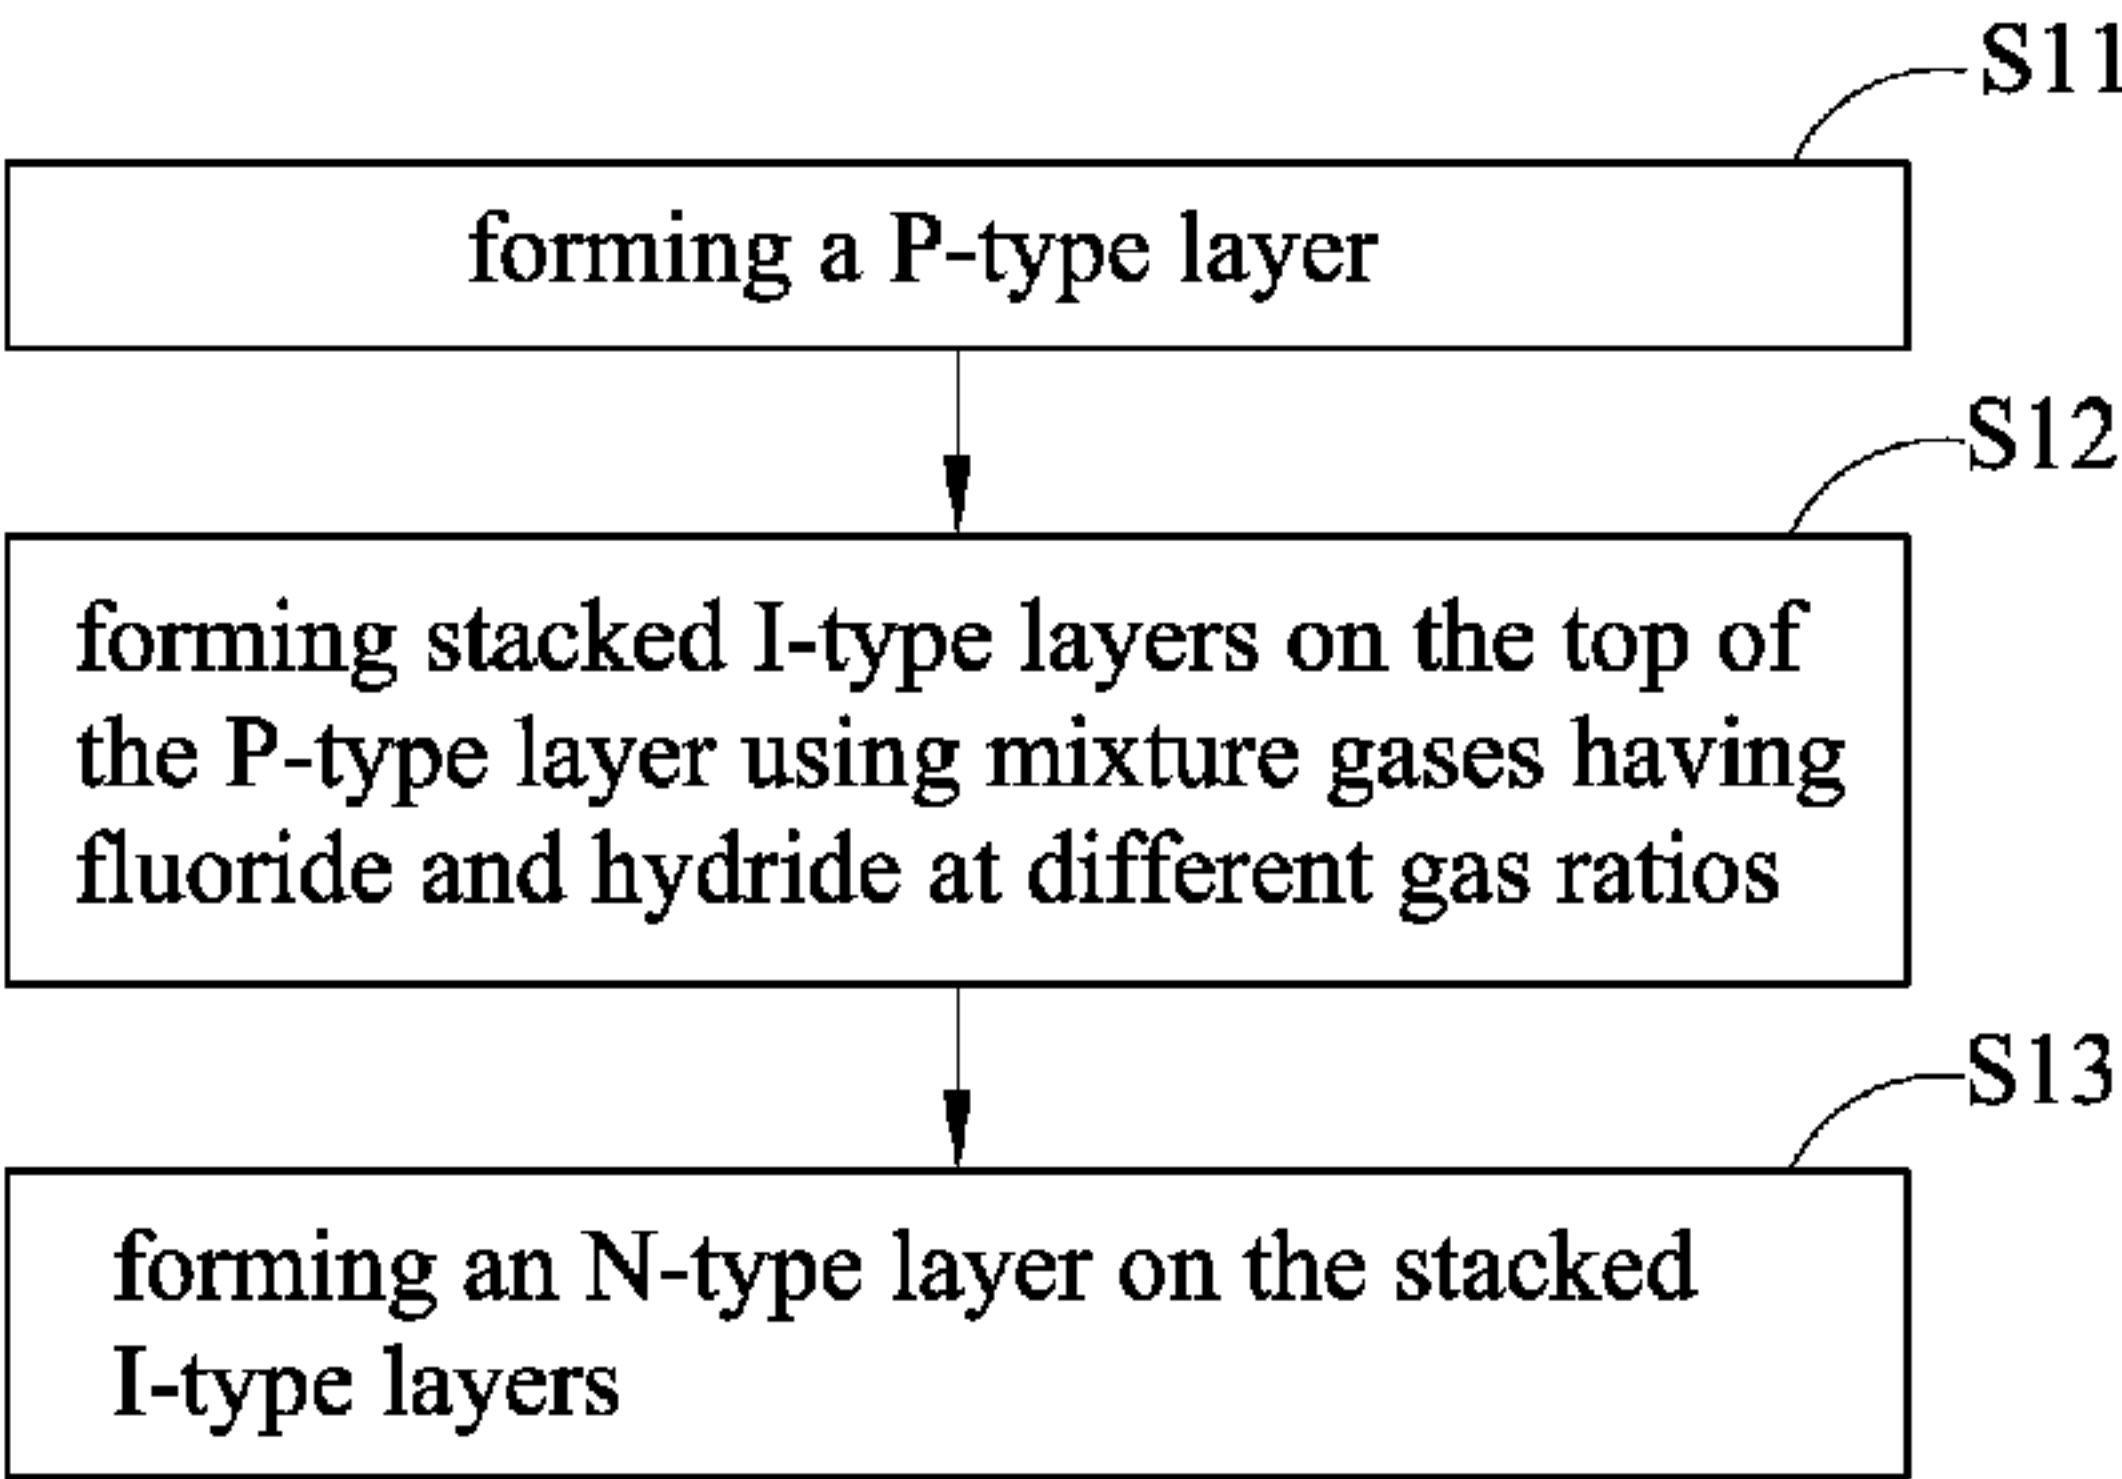 S11
forming a P-type layer
S12
forming stacked I-type layers on the top of
the P-type layer using mixture gases having
fluoride and hydride at different gas ratios
S13
forming an N-type layer on the stacked
I-type layers